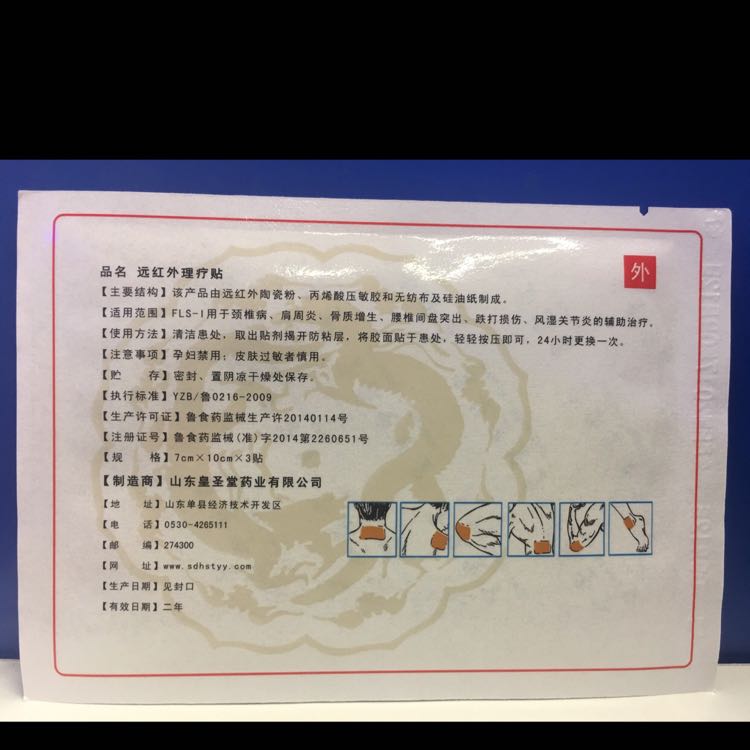 外
品名 远红外理疗贴
【主要结构】该产品由远红外陶瓷粉、丙烯酸压敏胶和无纺布及硅油纸制成。
【适用范围】FLS-I用于颈椎病、肩周炎、骨质增生、腰椎间盘突出、跌打损伤、风湿关节炎的辅助治疗。
【使用方法】清洁患处，取出贴剂揭开防粘层，将胶面贴于患处，轻轻按压即可，24小时更换一次。
【注意事项】孕妇禁用；皮肤过敏者慎用。
【贮 存】密封、置阴凉干燥处保存。
【执行标准】YZB/鲁0216-2009
【生产许可证】鲁食药监械生产许20140114号
【注册证号】鲁食药监械(准)字2014第2260651号
【规 格】7cm×10cm×3贴
【制造商】山东皇圣堂药业有限公司
【地 址】山东单县经济技术开发区
【电 话】0530-4265111
【邮 编】274300
【网 址】www.sdhstyy.com
【生产日期】见封口
【有效日期】二年